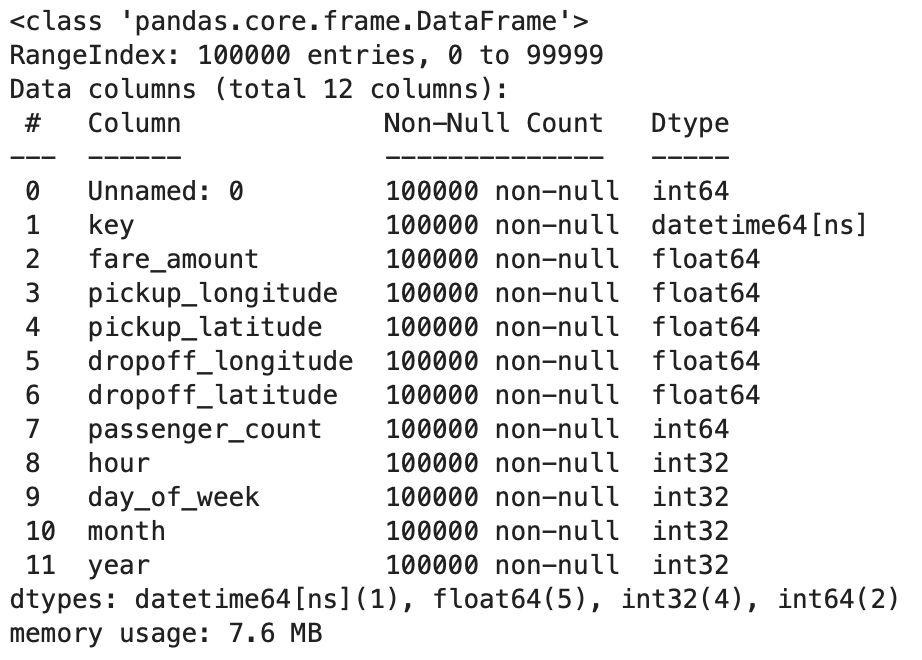 <class 'pandas.core.frame.DataFrame'>
RangeIndex: 100000 entries, 0 to 99999
Data columns (total 12 columns):
 #   Column             Non-Null Count   Dtype
---  ------             --------------   -----
 0   Unnamed: 0         100000 non-null  int64
 1   key                100000 non-null  datetime64[ns]
 2   fare_amount        100000 non-null  float64
 3   pickup_longitude   100000 non-null  float64
 4   pickup_latitude    100000 non-null  float64
 5   dropoff_longitude  100000 non-null  float64
 6   dropoff_latitude   100000 non-null  float64
 7   passenger_count    100000 non-null  int64
 8   hour               100000 non-null  int32
 9   day_of_week        100000 non-null  int32
 10  month              100000 non-null  int32
 11  year               100000 non-null  int32
dtypes: datetime64[ns](1), float64(5), int32(4), int64(2)
memory usage: 7.6 MB